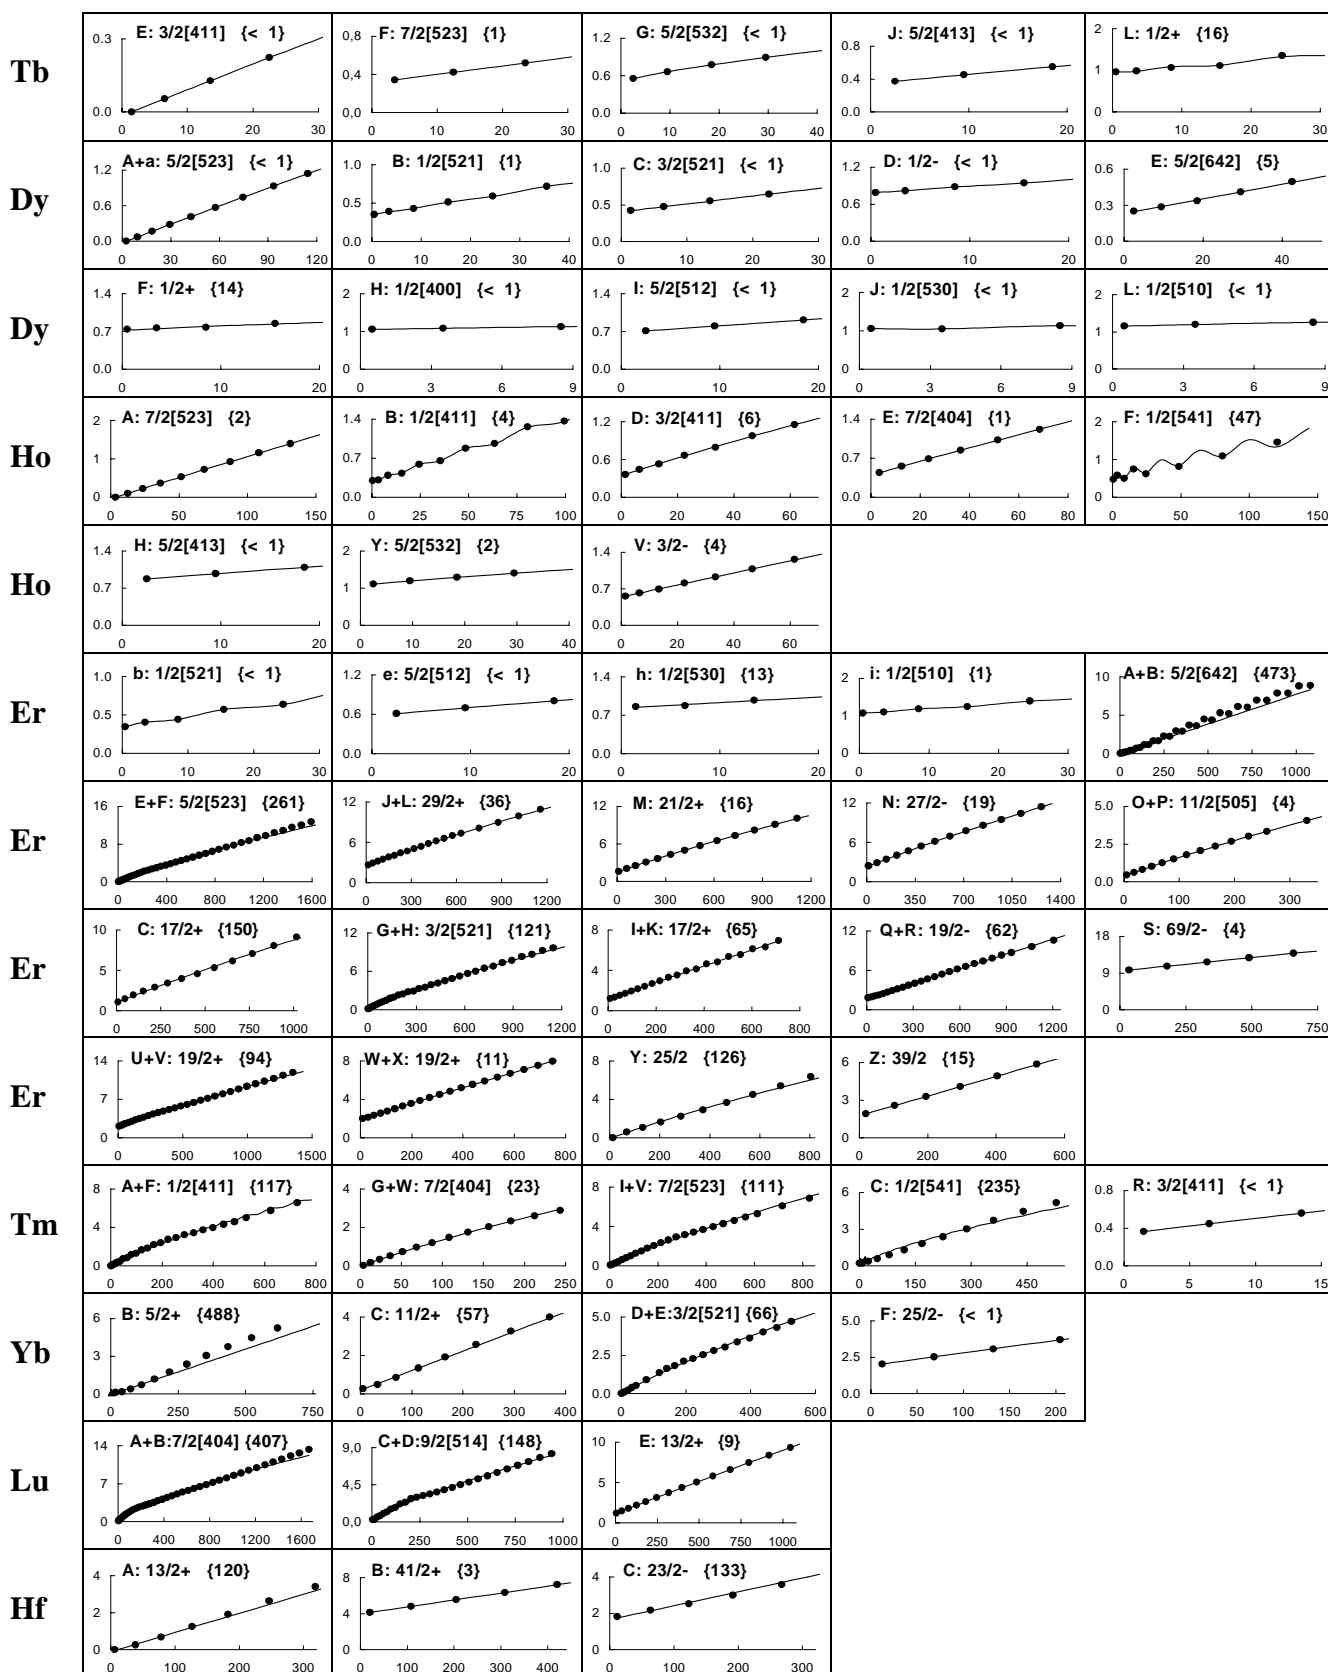 Tb
E: 3/2[411] {< 1}
0.3
0.0
0 10 20 30
F: 7/2[523] {1}
0,8
0,4
0,0
0 10 20 30
G: 5/2[532] {< 1}
1.2
0.6
0.0
0 10 20 30 40
J: 5/2[413] {< 1}
0.8
0.4
0.0
0 10 20
L: 1/2+ {16}
2
1
0
0 10 20 30
Dy
A+a: 5/2[523] {< 1}
1.2
0.6
0.0
0 30 60 90 120
B: 1/2[521] {1}
1.0
0.5
0.0
0 10 20 30 40
C: 3/2[521] {< 1}
1.0
0.5
0.0
0 10 20 30
D: 1/2- {< 1}
1.2
0.8
0.4
0.0
0 10 20
E: 5/2[642] {5}
0.6
0.3
0.0
0 20 40
Dy
F: 1/2+ {14}
1.4
0.7
0.0
0 10 20
H: 1/2[400] {< 1}
2
1
0
0 3 6 9
I: 5/2[512] {< 1}
1.4
0.7
0.0
0 10 20
J: 1/2[530] {< 1}
2
1
0
0 3 6 9
L: 1/2[510] {< 1}
2
1
0
0 3 6 9
Ho
A: 7/2[523] {2}
2
1
0
0 50 100 150
B: 1/2[411] {4}
1.4
0.7
0.0
0 25 50 75 100
D: 3/2[411] {6}
1.2
0.6
0.0
0 20 40 60
E: 7/2[404] {1}
1.4
0.7
0.0
0 20 40 60 80
F: 1/2[541] {47}
2
1
0
0 50 100 150
Ho
H: 5/2[413] {< 1}
1.4
0.7
0.0
0 10 20
Y: 5/2[532] {2}
2
1
0
0 10 20 30 40
V: 3/2- {4}
1.4
0.7
0.0
0 20 40 60
Er
b: 1/2[521] {< 1}
1.0
0.5
0.0
0 10 20 30
e: 5/2[512] {< 1}
1.2
0.6
0.0
0 10 20
h: 1/2[530] {13}
1.4
0.7
0.0
0 10 20
i: 1/2[510] {1}
2
1
0
0 10 20 30
A+B: 5/2[642] {473}
10
5
0
0 250 500 750 1000
Er
E+F: 5/2[523] {261}
16
8
0
0 400 800 1200 1600
J+L: 29/2+ {36}
12
6
0
0 300 600 900 1200
M: 21/2+ {16}
12
6
0
0 300 600 900 1200
N: 27/2- {19}
12
6
0
0 350 700 1050 1400
O+P: 11/2[505] {4}
5.0
2.5
0.0
0 100 200 300
Er
C: 17/2+ {150}
10
5
0
0 250 500 750 1000
G+H: 3/2[521] {121}
12
6
0
0 300 600 900 1200
I+K: 17/2+ {65}
8
4
0
0 200 400 600 800
Q+R: 19/2- {62}
12
6
0
0 300 600 900 1200
S: 69/2- {4}
18
9
0
0 250 500 750
Er
U+V: 19/2+ {94}
14
7
0
0 500 1000 1500
W+X: 19/2+ {11}
8
4
0
0 200 400 600 800
Y: 25/2 {126}
8
4
0
0 200 400 600 800
Z: 39/2 {15}
6
3
0
0 200 400 600
Tm
A+F: 1/2[411] {117}
8
4
0
0 200 400 600 800
G+W: 7/2[404] {23}
8
4
0
0 50 100 150 200 250
I+V: 7/2[523] {111}
8
4
0
0 200 400 600 800
C: 1/2[541] {235}
6
3
0
0 150 300 450
R: 3/2[411] {< 1}
0.8
0.4
0.0
0 5 10 15
Yb
B: 5/2+ {488}
6
3
0
0 250 500 750
C: 11/2+ {57}
4
2
0
0 100 200 300 400
D+E:3/2[521] {66}
5.0
2.5
0.0
0 200 400 600
F: 25/2- {< 1}
5.0
2.5
0.0
0 50 100 150 200
Lu
A+B:7/2[404] {407}
14
7
0
0 400 800 1200 1600
C+D:9/2[514] {148}
9,0
4,5
0,0
0 250 500 750 1000
E: 13/2+ {9}
10
5
0
0 250 500 750 1000
Hf
A: 13/2+ {120}
4
2
0
0 100 200 300
B: 41/2+ {3}
8
4
0
0 100 200 300 400
C: 23/2- {133}
4
2
0
0 100 200 300